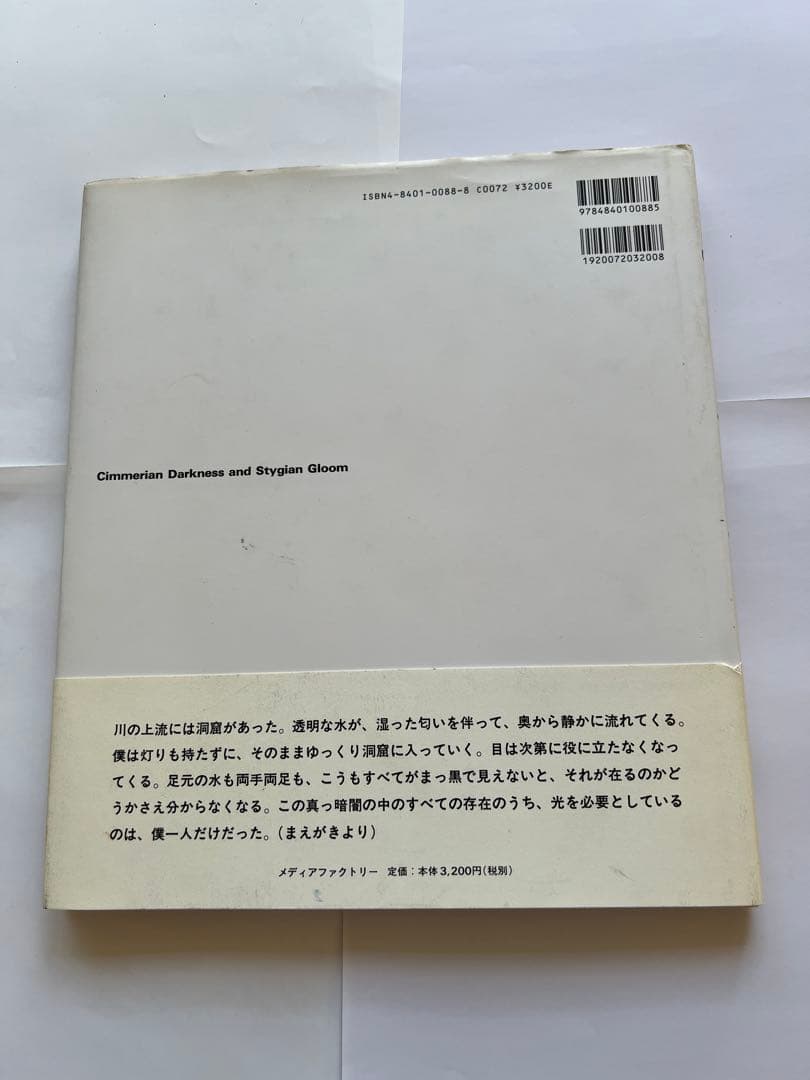 ISBN4-8401-0088-8 C0072 ¥3200E
9784840100885
1920072032008
Cimmerian Darkness and Stygian Gloom
川の上流には洞窟があった。透明な水が、湿った匂いを伴って、奥から静かに流れてくる。
僕は灯りも持たずに、そのままゆっくり洞窟に入っていく。目は次第に役に立たなくなっ
てくる。足元の水も両手両足も、こうもすべてがまっ黒で見えないと、それが在るのかど
うかさえ分からなくなる。この真っ暗闇の中のすべての存在のうち、光を必要としている
のは、僕一人だけだった。(まえがきより)
メディアファクトリー 定価:本体3,200円(税別)